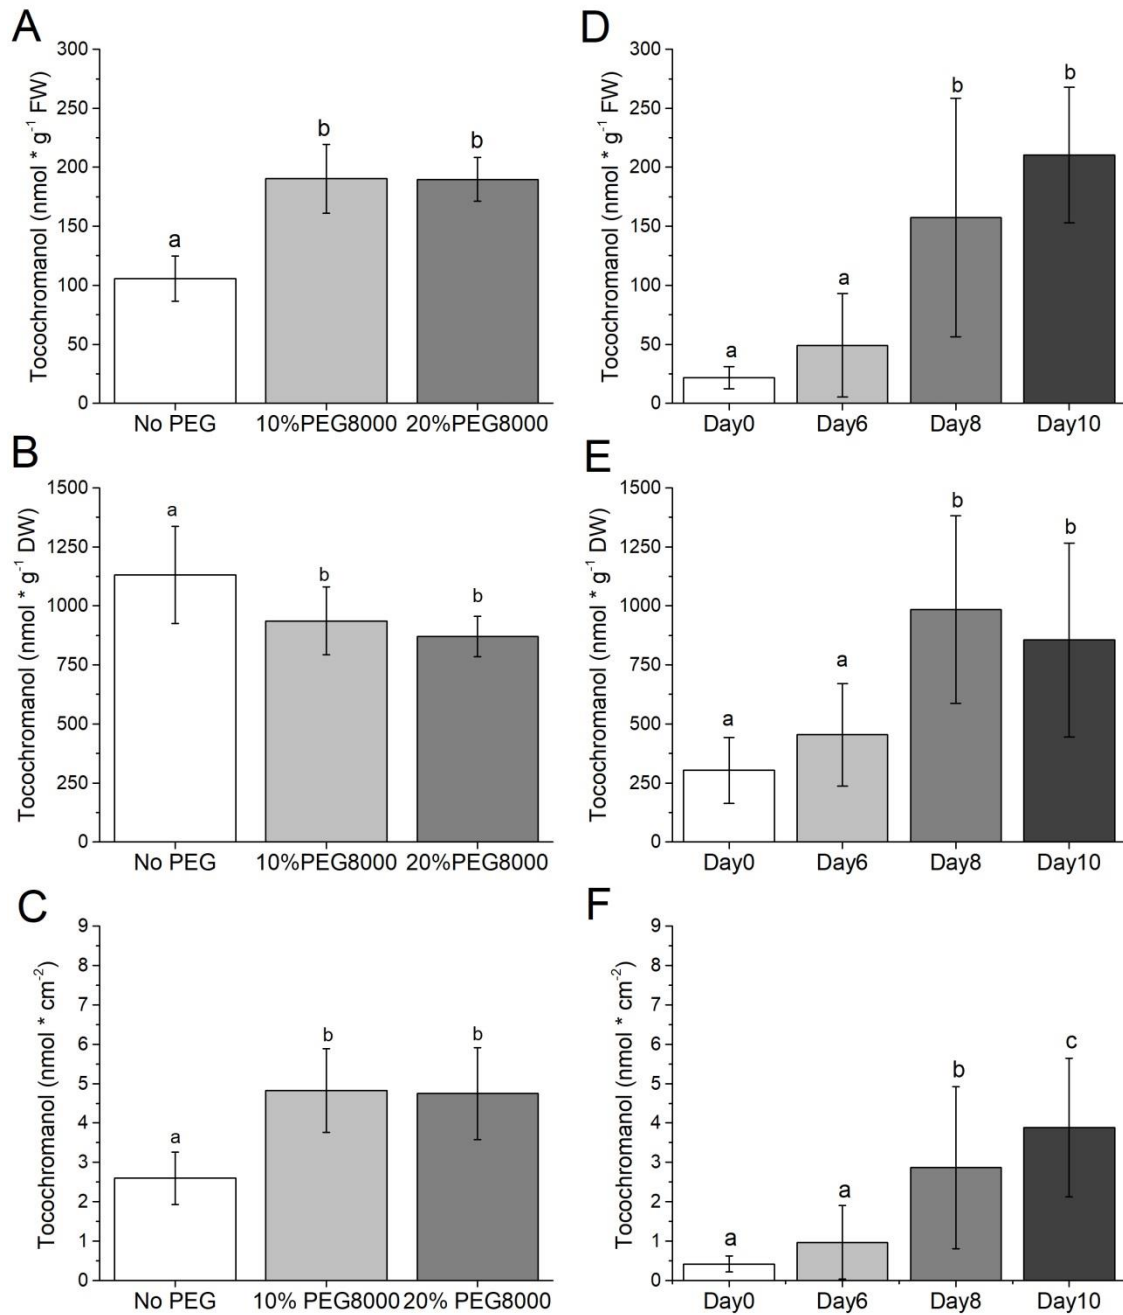 A
Tocochromanol (nmol * g⁻¹ FW)
300
250
200
150
100
50
0
a
b
b
No PEG
10%PEG8000
20%PEG8000
D
Tocochromanol (nmol * g⁻¹ FW)
300
250
200
150
100
50
0
a
a
b
b
Day0
Day6
Day8
Day10
B
Tocochromanol (nmol * g⁻¹ DW)
1500
1250
1000
750
500
250
0
a
b
b
No PEG
10%PEG8000
20%PEG8000
E
Tocochromanol (nmol * g⁻¹ DW)
1500
1250
1000
750
500
250
0
a
a
b
b
Day0
Day6
Day8
Day10
C
Tocochromanol (nmol * cm⁻²)
9
8
7
6
5
4
3
2
1
0
a
b
b
No PEG
10% PEG8000
20% PEG8000
F
Tocochromanol (nmol * cm⁻²)
9
8
7
6
5
4
3
2
1
0
a
a
b
c
Day0
Day6
Day8
Day10